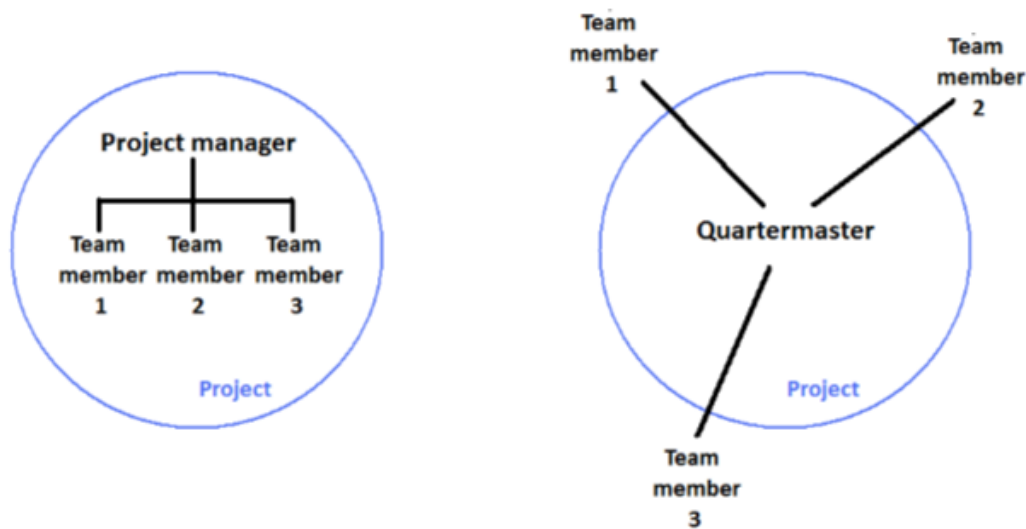 Project manager
Team Team Team
member member member
1 2 3
Project
Team
member
1
Team
member
2
Quartermaster
Project
Team
member
3